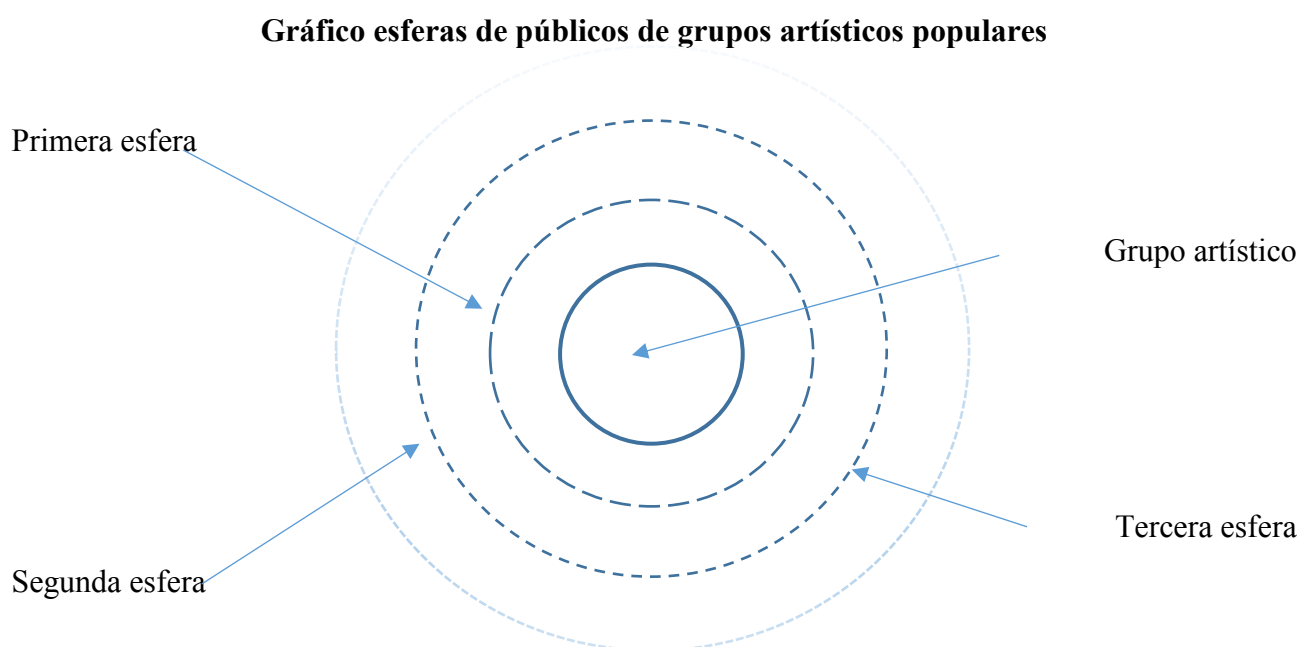 Gráfico esferas de públicos de grupos artísticos populares
Primera esfera
Grupo artístico
Tercera esfera
Segunda esfera